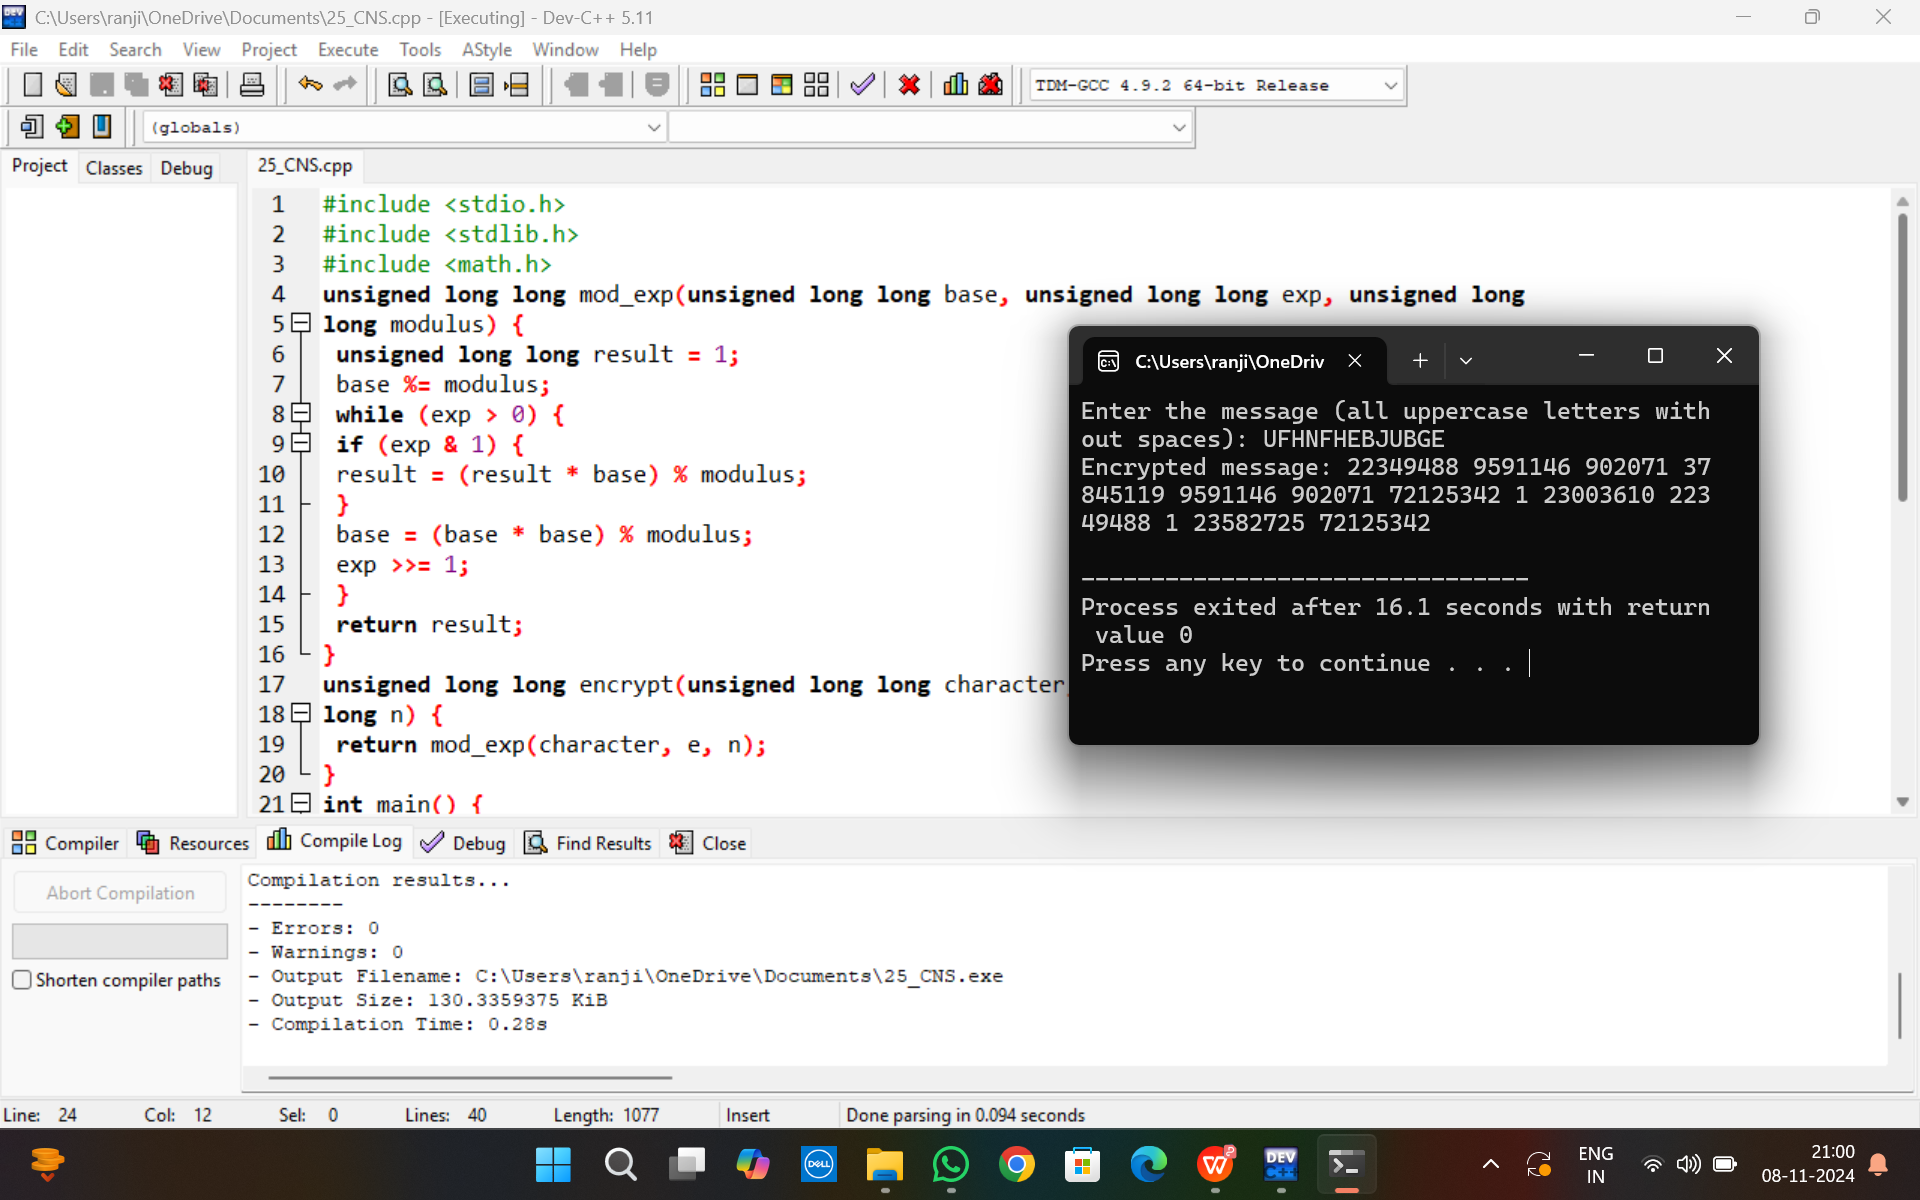 C:\Users\ranji\OneDrive\Documents\25_CNS.cpp - [Executing] - Dev-C++ 5.11
File Edit Search View Project Execute Tools AStyle Window Help
TDM-GCC 4.9.2 64-bit Release
(globals)
Project Classes Debug
25_CNS.cpp
1 #include <stdio.h>
2 #include <stdlib.h>
3 #include <math.h>
4 unsigned long long mod_exp(unsigned long long base, unsigned long long exp, unsigned long
5 long modulus) {
6 unsigned long long result = 1;
7 base %= modulus;
8 while (exp > 0) {
9 if (exp & 1) {
10 result = (result * base) % modulus;
11 }
12 base = (base * base) % modulus;
13 exp >>= 1;
14 }
15 return result;
16 }
17 unsigned long long encrypt(unsigned long long character,
18 long n) {
19 return mod_exp(character, e, n);
20 }
21 int main() {
C:\Users\ranji\OneDriv
Enter the message (all uppercase letters with
out spaces): UFHNFHEBJUBGE
Encrypted message: 22349488 9591146 902071 37
845119 9591146 902071 72125342 1 23003610 223
49488 1 23582725 72125342
--------------------------------
Process exited after 16.1 seconds with return
value 0
Press any key to continue . . .
Compiler Resources Compile Log Debug Find Results Close
Abort Compilation
Shorten compiler paths
Compilation results...
--------
- Errors: 0
- Warnings: 0
- Output Filename: C:\Users\ranji\OneDrive\Documents\25_CNS.exe
- Output Size: 130.3359375 KiB
- Compilation Time: 0.28s
Line: 24 Col: 12 Sel: 0 Lines: 40 Length: 1077 Insert Done parsing in 0.094 seconds
DELL
DEV C++
ENG
IN
21:00
08-11-2024